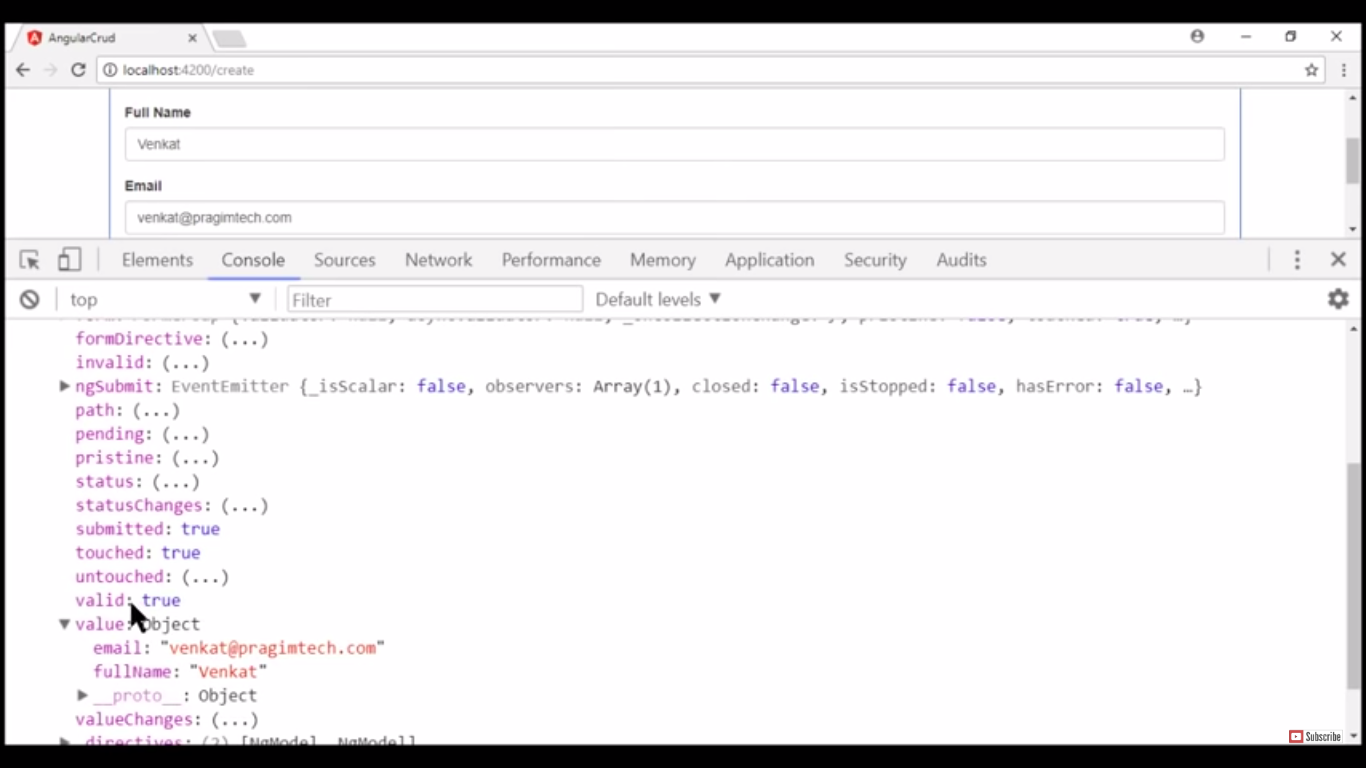 AngularCrud
localhost:4200/create
Full Name
Venkat
Email
venkat@pragimtech.com
Elements Console Sources Network Performance Memory Application Security Audits
top Filter Default levels
formDirective: (...)
invalid: (...)
ngSubmit: EventEmitter {_isScalar: false, observers: Array(1), closed: false, isStopped: false, hasError: false, …}
path: (...)
pending: (...)
pristine: (...)
status: (...)
statusChanges: (...)
submitted: true
touched: true
untouched: (...)
valid: true
value: Object
email: "venkat@pragimtech.com"
fullName: "Venkat"
__proto__: Object
valueChanges: (...)
_directives: (2) [NgModel, NgModel]
Subscribe